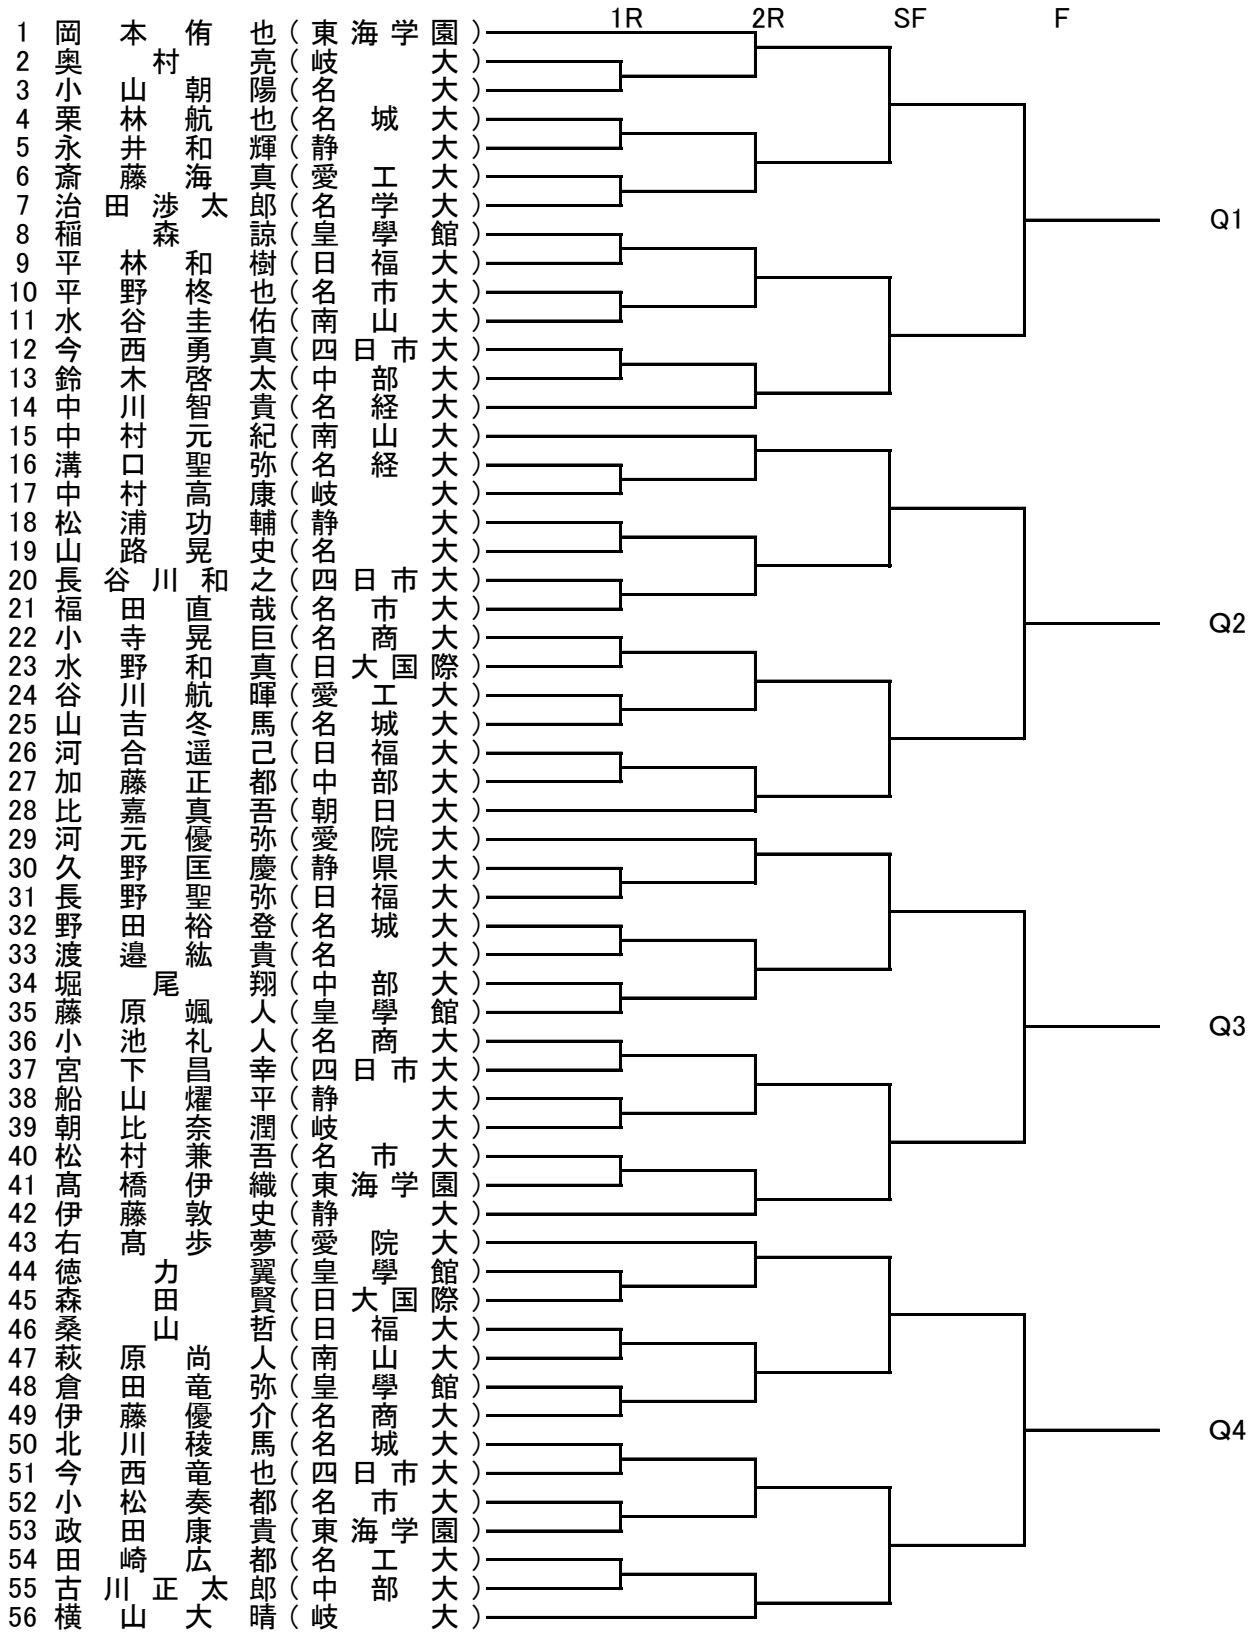 1R 2R SF F
1 岡本侑也(東海学園)
2 奥村亮(岐大)
3 小山朝陽(名大)
4 栗林航也(名城大)
5 永井和輝(静大)
6 斎藤海真(愛工大)
7 治田渉太郎(名学大)
Q1
8 稲森諒(皇學館)
9 平林和樹(日福大)
10 平野柊也(名市大)
11 水谷圭佑(南山大)
12 今西勇真(四日市大)
13 鈴木啓太(中部大)
14 中川智貴(名経大)
15 中村元紀(南山大)
16 溝口聖弥(名経大)
17 中村高康(岐大)
18 松浦功輔(静大)
19 山路晃史(名大)
20 長谷川和之(四日市大)
21 福田直哉(名市大)
Q2
22 小寺晃巨(名商大)
23 水野和真(日大国際)
24 谷川航暉(愛工大)
25 山吉冬馬(名城大)
26 河合遥己(日福大)
27 加藤正都(中部大)
28 比嘉真吾(朝日大)
29 河元優弥(愛院大)
30 久野匡慶(静県大)
31 長野聖弥(日福大)
32 野田裕登(名城大)
33 渡邉紘貴(名大)
34 堀尾翔(中部大)
35 藤原颯人(皇學館)
Q3
36 小池礼人(名商大)
37 宮下昌幸(四日市大)
38 船山燿平(静大)
39 朝比奈潤(岐大)
40 松村兼吾(名市大)
41 髙橋伊織(東海学園)
42 伊藤敦史(静大)
43 右髙歩夢(愛院大)
44 徳力翼(皇學館)
45 森田賢(日大国際)
46 桑山哲(日福大)
47 萩原尚人(南山大)
48 倉田竜弥(皇學館)
49 伊藤優介(名商大)
Q4
50 北川稜馬(名城大)
51 今西竜也(四日市大)
52 小松奏都(名市大)
53 政田康貴(東海学園)
54 田崎広都(名工大)
55 古川正太郎(中部大)
56 横山大晴(岐大)